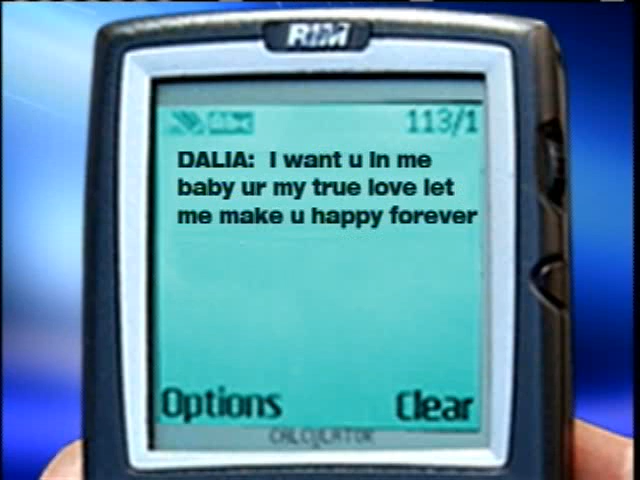 RIM
abc 113/1
DALIA: I want u in me
baby ur my true love let
me make u happy forever
Options Clear
CALCULATOR